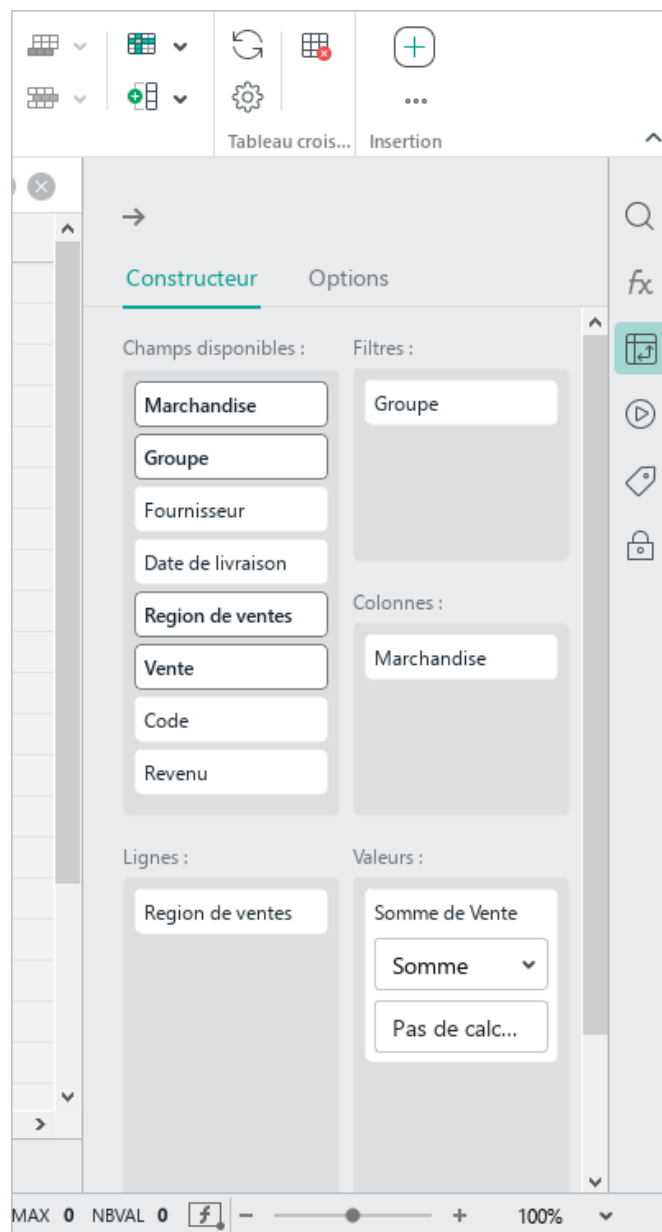 Tableau crois...
Insertion
Constructeur
Options
Champs disponibles :
Marchandise
Groupe
Fournisseur
Date de livraison
Region de ventes
Vente
Code
Revenu
Filtres :
Groupe
Colonnes :
Marchandise
Lignes :
Region de ventes
Valeurs :
Somme de Vente
Somme
Pas de calc...
fx
MAX 0 NBVAL 0
100%